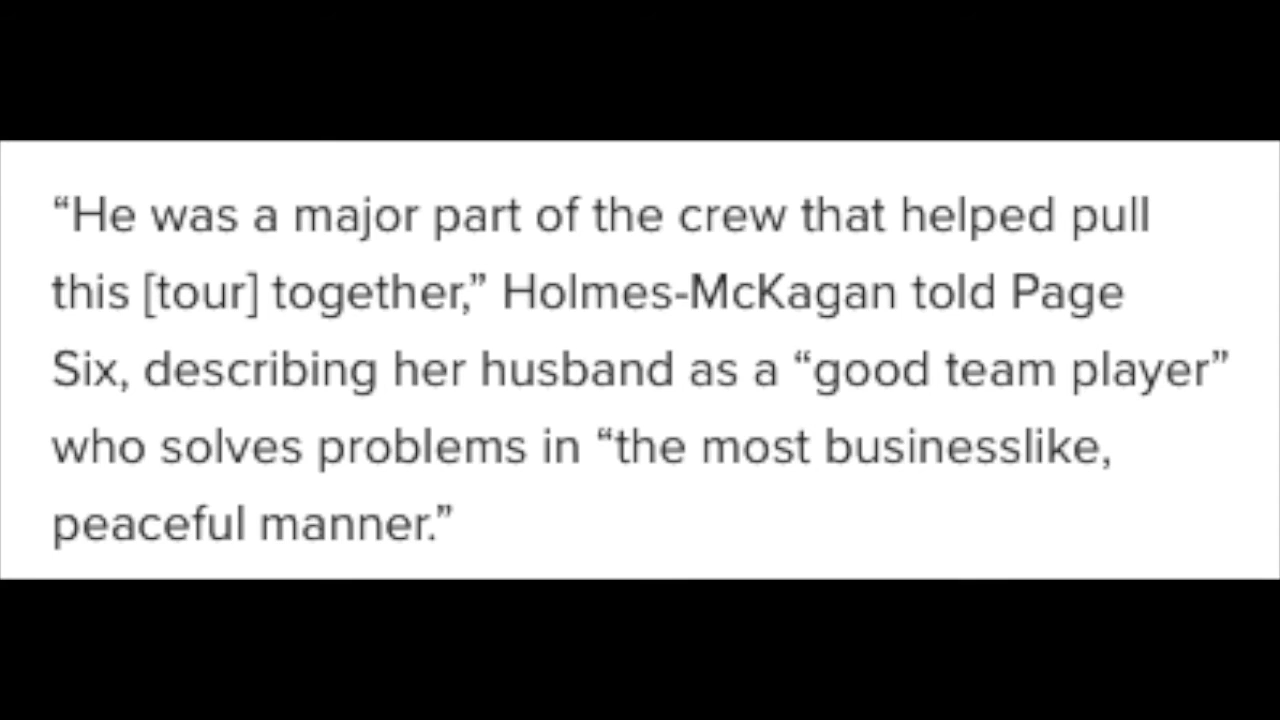 “He was a major part of the crew that helped pull
this [tour] together,” Holmes-McKagan told Page
Six, describing her husband as a “good team player”
who solves problems in “the most businesslike,
peaceful manner.”